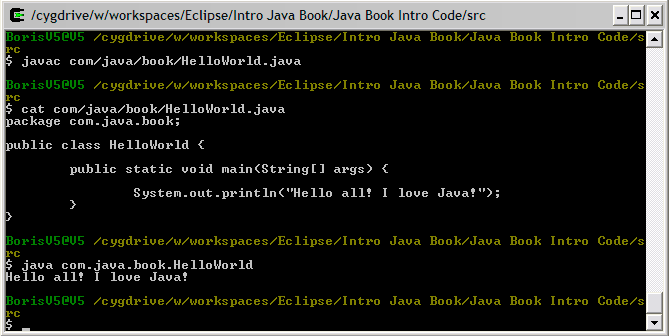 /cygdrive/w/workspaces/Eclipse/Intro Java Book/Java Book Intro Code/src
BorisV5@V5 /cygdrive/w/workspaces/Eclipse/Intro Java Book/Java Book Intro Code/s
rc
$ javac com/java/book/HelloWorld.java
BorisV5@V5 /cygdrive/w/workspaces/Eclipse/Intro Java Book/Java Book Intro Code/s
rc
$ cat com/java/book/HelloWorld.java
package com.java.book;
public class HelloWorld {
public static void main(String[] args) {
System.out.println("Hello all! I love Java!");
}
}
BorisV5@V5 /cygdrive/w/workspaces/Eclipse/Intro Java Book/Java Book Intro Code/s
rc
$ java com.java.book.HelloWorld
Hello all! I love Java!
BorisV5@V5 /cygdrive/w/workspaces/Eclipse/Intro Java Book/Java Book Intro Code/s
rc
$